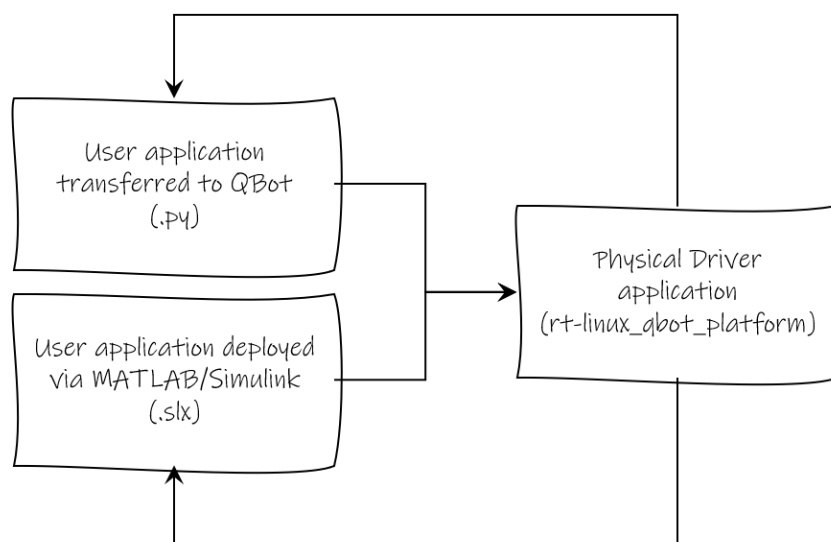 User application
transferred to QBot
(.py)
User application deployed
via MATLAB/Simulink
(.slx)
Physical Driver
application
(rt-linux_qbot_platform)